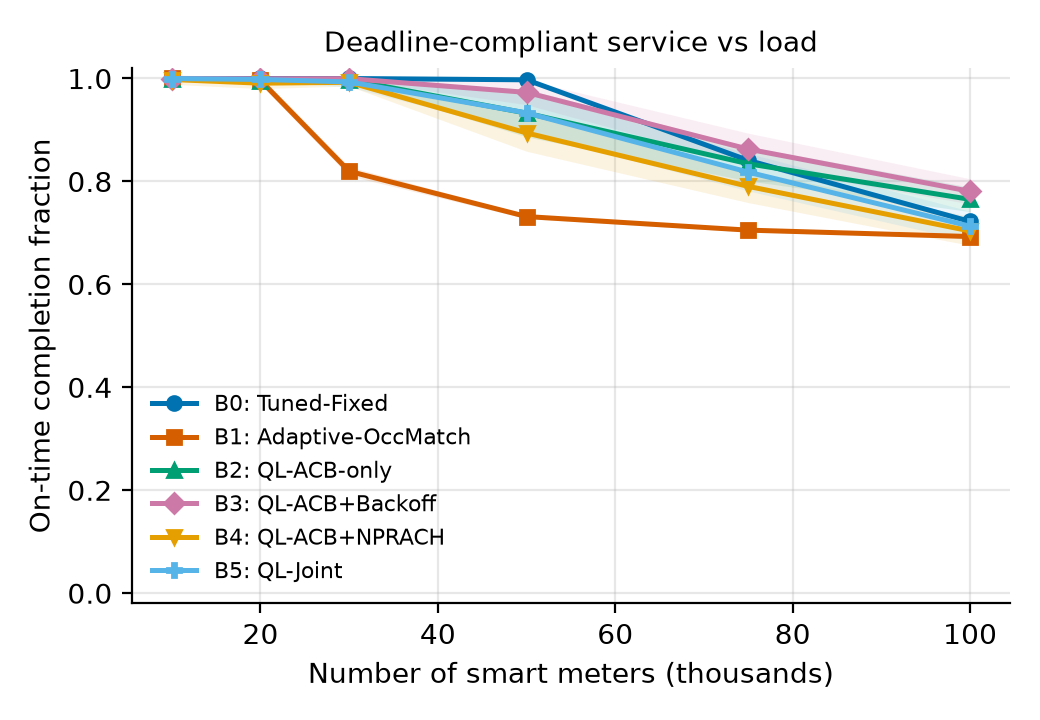 Deadline-compliant service vs load
On-time completion fraction
1.0
0.8
0.6
0.4
0.2
0.0
B0: Tuned-Fixed
B1: Adaptive-OccMatch
B2: QL-ACB-only
B3: QL-ACB+Backoff
B4: QL-ACB+NPRACH
B5: QL-Joint
20 40 60 80 100
Number of smart meters (thousands)